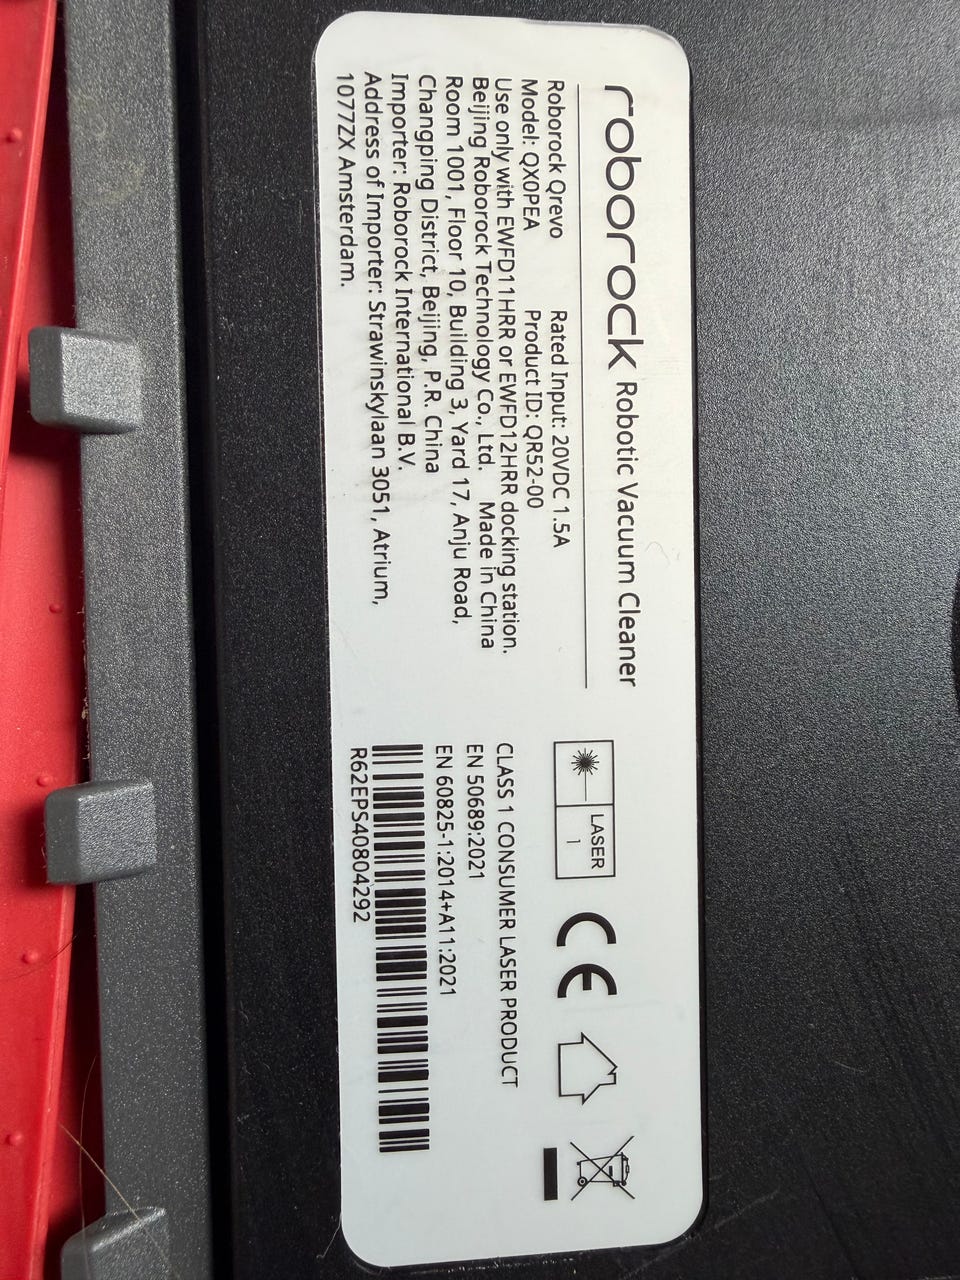 roborock Robotic Vacuum Cleaner
Roborock Qrevo Rated Input: 20VDC 1.5A
Model: QX0PEA Product ID: QR52-00
Use only with EWFD11HRR or EWFD12HRR docking station.
Beijing Roborock Technology Co., Ltd. Made in China
Room 1001, Floor 10, Building 3, Yard 17, Anju Road,
Changping District, Beijing, P.R. China
Importer: Roborock International B.V.
Address of Importer: Strawinskylaan 3051, Atrium,
1077ZX Amsterdam.
LASER
1
CE
CLASS 1 CONSUMER LASER PRODUCT
EN 50689:2021
EN 60825-1:2014+A11:2021
R62EPS40804292